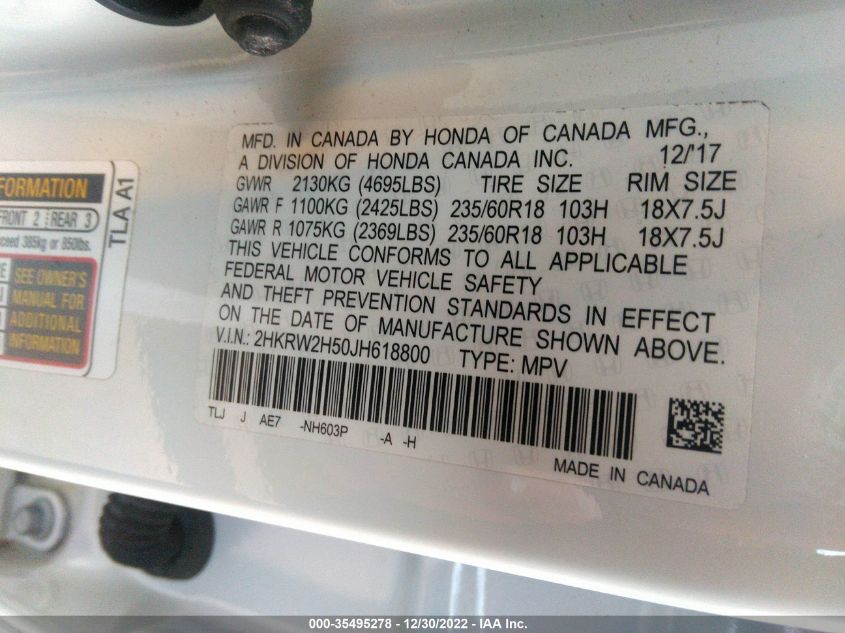 MFD. IN CANADA BY HONDA OF CANADA MFG.,
A DIVISION OF HONDA CANADA INC. 12/'17
GVWR 2130KG (4695LBS) TIRE SIZE RIM SIZE
GAWR F 1100KG (2425LBS) 235/60R18 103H 18X7.5J
GAWR R 1075KG (2369LBS) 235/60R18 103H 18X7.5J
THIS VEHICLE CONFORMS TO ALL APPLICABLE
FEDERAL MOTOR VEHICLE SAFETY
AND THEFT PREVENTION STANDARDS IN EFFECT
ON THE DATE OF MANUFACTURE SHOWN ABOVE.
V.I.N.: 2HKRW2H50JH618800 TYPE: MPV
TLJ J AE7 -NH603P -A -H
MADE IN CANADA
FRONT 2 REAR 3
385kg or 850lbs.
SEE OWNER'S
MANUAL FOR
ADDITIONAL
INFORMATION
TLA A1
000-35495278 - 12/30/2022 - IAA Inc.